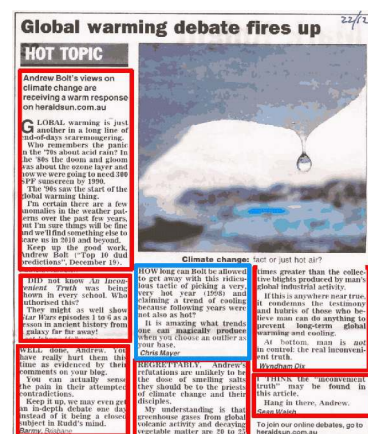 22/12
Global warming debate fires up
HOT TOPIC
Andrew Bolt's views on
climate change are
receiving a warm response
on heraldsun.com.au
GLOBAL warming is just
another in a long line of
end-of-days scaremongering.
Who remembers the panic
in the '70s about acid rain? In
the '80s the doom and gloom
was about the ozone layer and
how we were going to need 300
SPF sunscreen by 1990.
The '90s saw the start of the
global warming thing.
I'm certain there are a few
anomalies in the weather pat-
terns over the past few years,
but I'm sure things will be fine
and we'll find something else to
scare us in 2010 and beyond.
Keep up the good work,
Andrew Bolt ("Top 10 dud
predictions", December 19).
I DID not know An Inconve-
nient Truth was being
shown in every school. Who
authorised this?
They might as well show
Star Wars episodes 1 to 6 as a
lesson in ancient history from
a galaxy far far away!
WELL done, Andrew. You
have really hurt them this
time as evidenced by their
comments on your blog.
You can actually sense
the pain in their attempted
contradictions.
Keep it up, we may even get
an in-depth debate one day
instead of it being a closed
subject in Rudd's mind.
Barmy, Brisbane
Climate change: fact or just hot air?
HOW long can Bolt be allowed
to get away with this ridicu-
lous tactic of picking a very,
very hot year (1998) and
claiming a trend of cooling
because following years were
not also as hot?
It is amazing what trends
one can magically produce
when you choose an outlier as
your base.
Chris Mayer
REGRETTABLY, Andrew's
refutations are unlikely to be
the dose of smelling salts
they should be to the priests
of climate change and their
disciples.
My understanding is that
greenhouse gases from global
volcanic activity and decaying
vegetable matter are 20 to 25
times greater than the collec-
tive blights produced by man's
global industrial activity.
If this is anywhere near true,
it condemns the testimony
and hubris of those who be-
lieve man can do anything to
prevent long-term global
warming and cooling.
At bottom, man is not
in control: the real inconveni-
ent truth.
Wyndham Dix
I THINK the "inconvenient
truth" may be found in
this article.
Hang in there, Andrew.
Sean Walsh
To join our online debates, go to
heraldsun.com.au